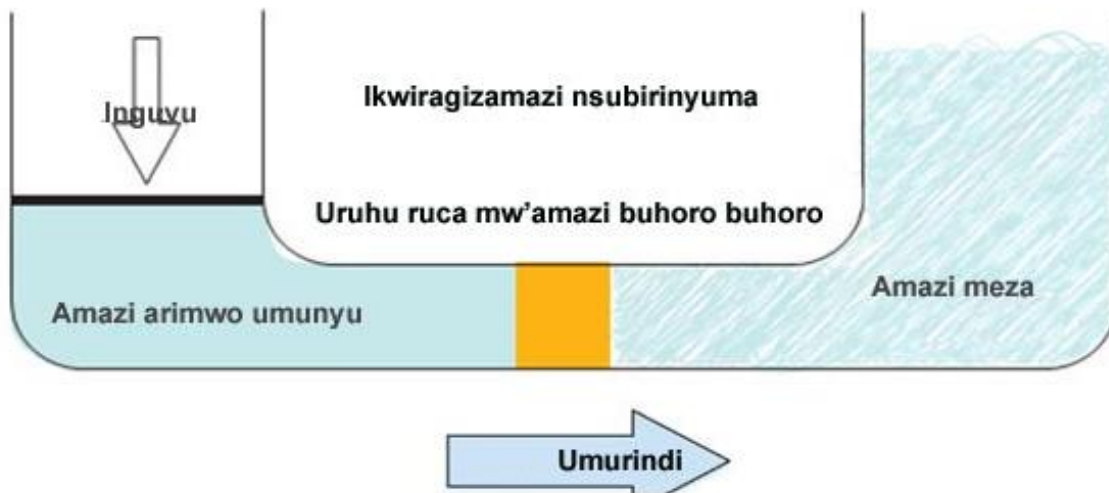 Inguvu
Ikwiragizamazi nsubirinyuma
Uruhu ruca mw'amazi buhoro buhoro
Amazi arimwo umunyu
Amazi meza
Umurindi